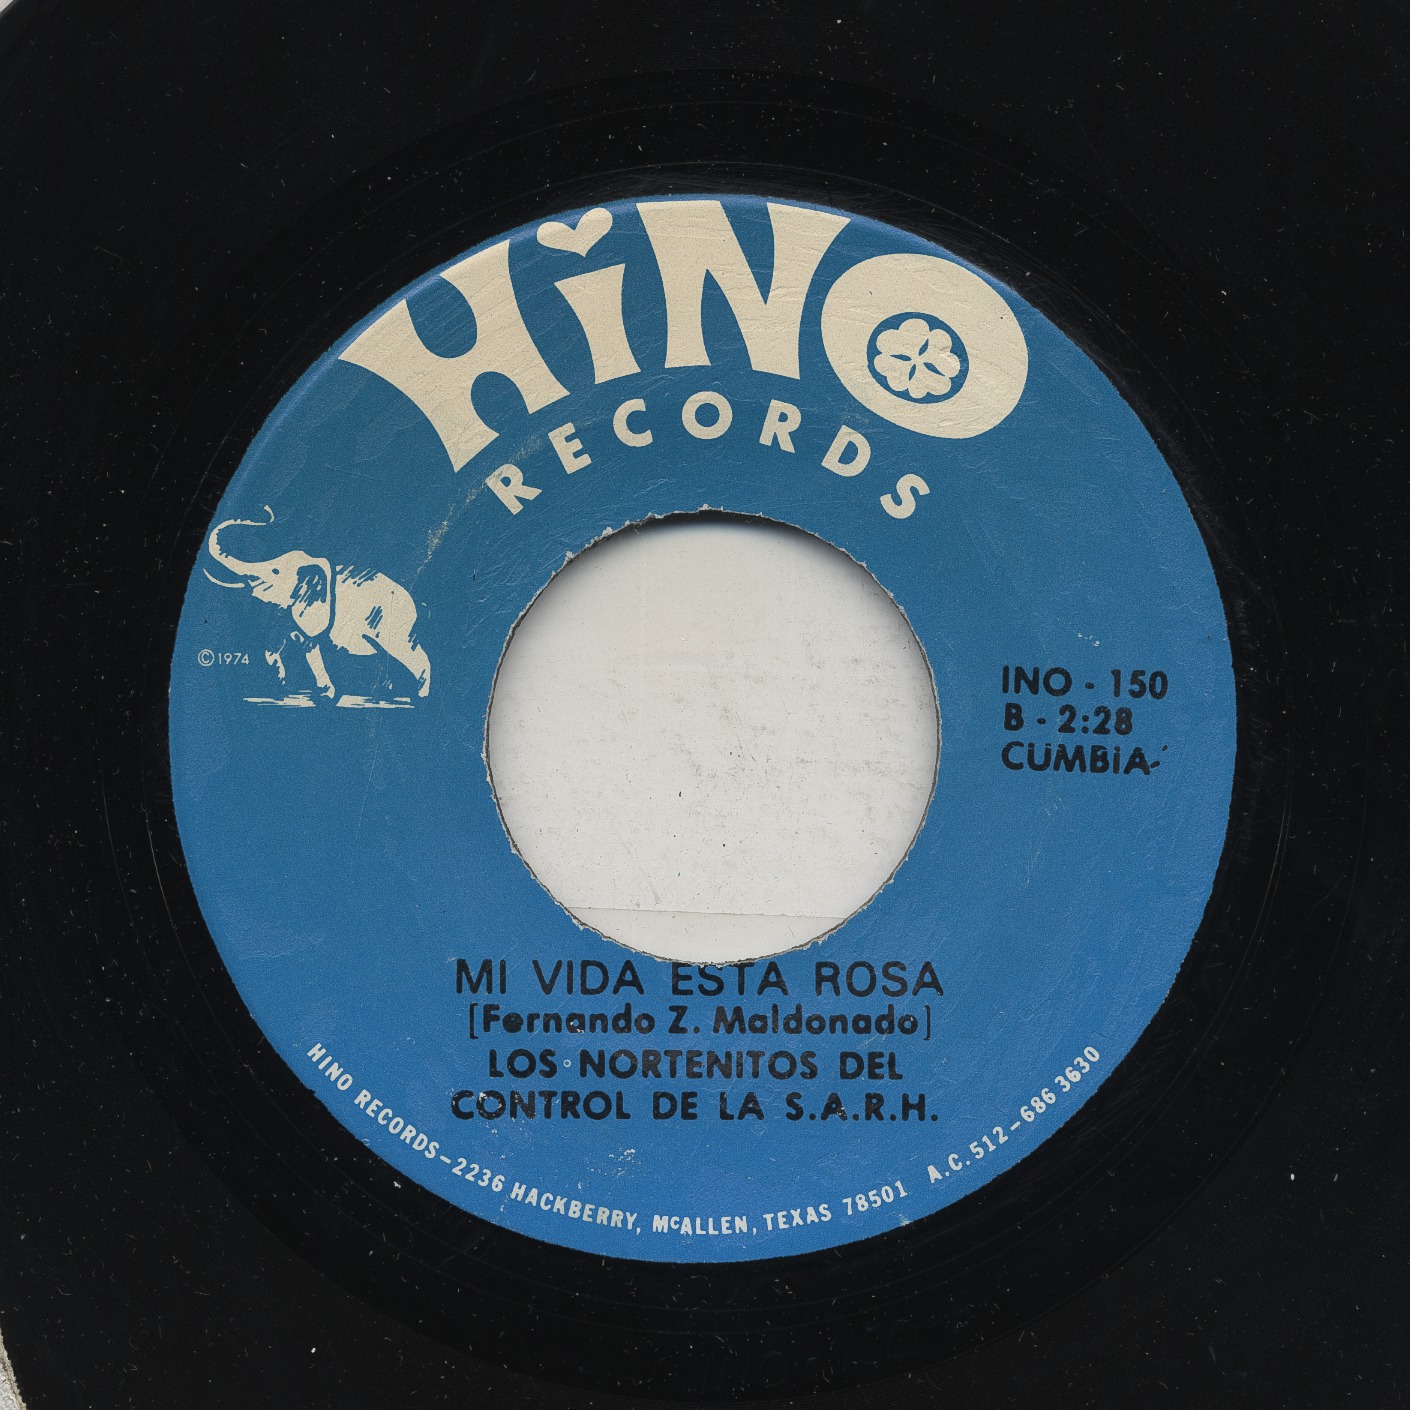 HiNO
RECORDS
©1974
INO - 150
B - 2:28
CUMBIA
MI VIDA ESTA ROSA
[Fernando Z. Maldonado]
LOS NORTENITOS DEL
CONTROL DE LA S.A.R.H.
HINO RECORDS-2236 HACKBERRY, McALLEN, TEXAS 78501 A.C. 512-686 3630